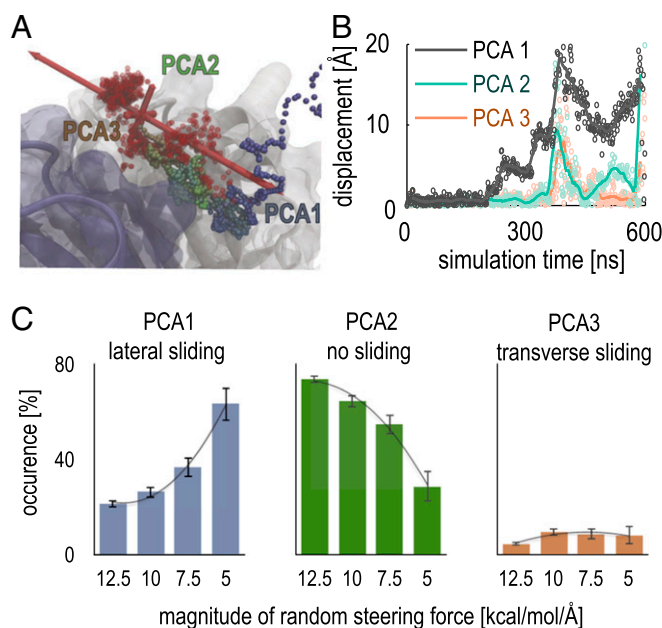 A
PCA2
PCA3
PCA1
B
displacement [Å]
20
10
0
PCA 1
PCA 2
PCA 3
0 300 600
simulation time [ns]
C
PCA1
lateral sliding
PCA2
no sliding
PCA3
transverse sliding
occurence [%]
80
40
0
12.5 10 7.5 5
12.5 10 7.5 5
12.5 10 7.5 5
magnitude of random steering force [kcal/mol/Å]